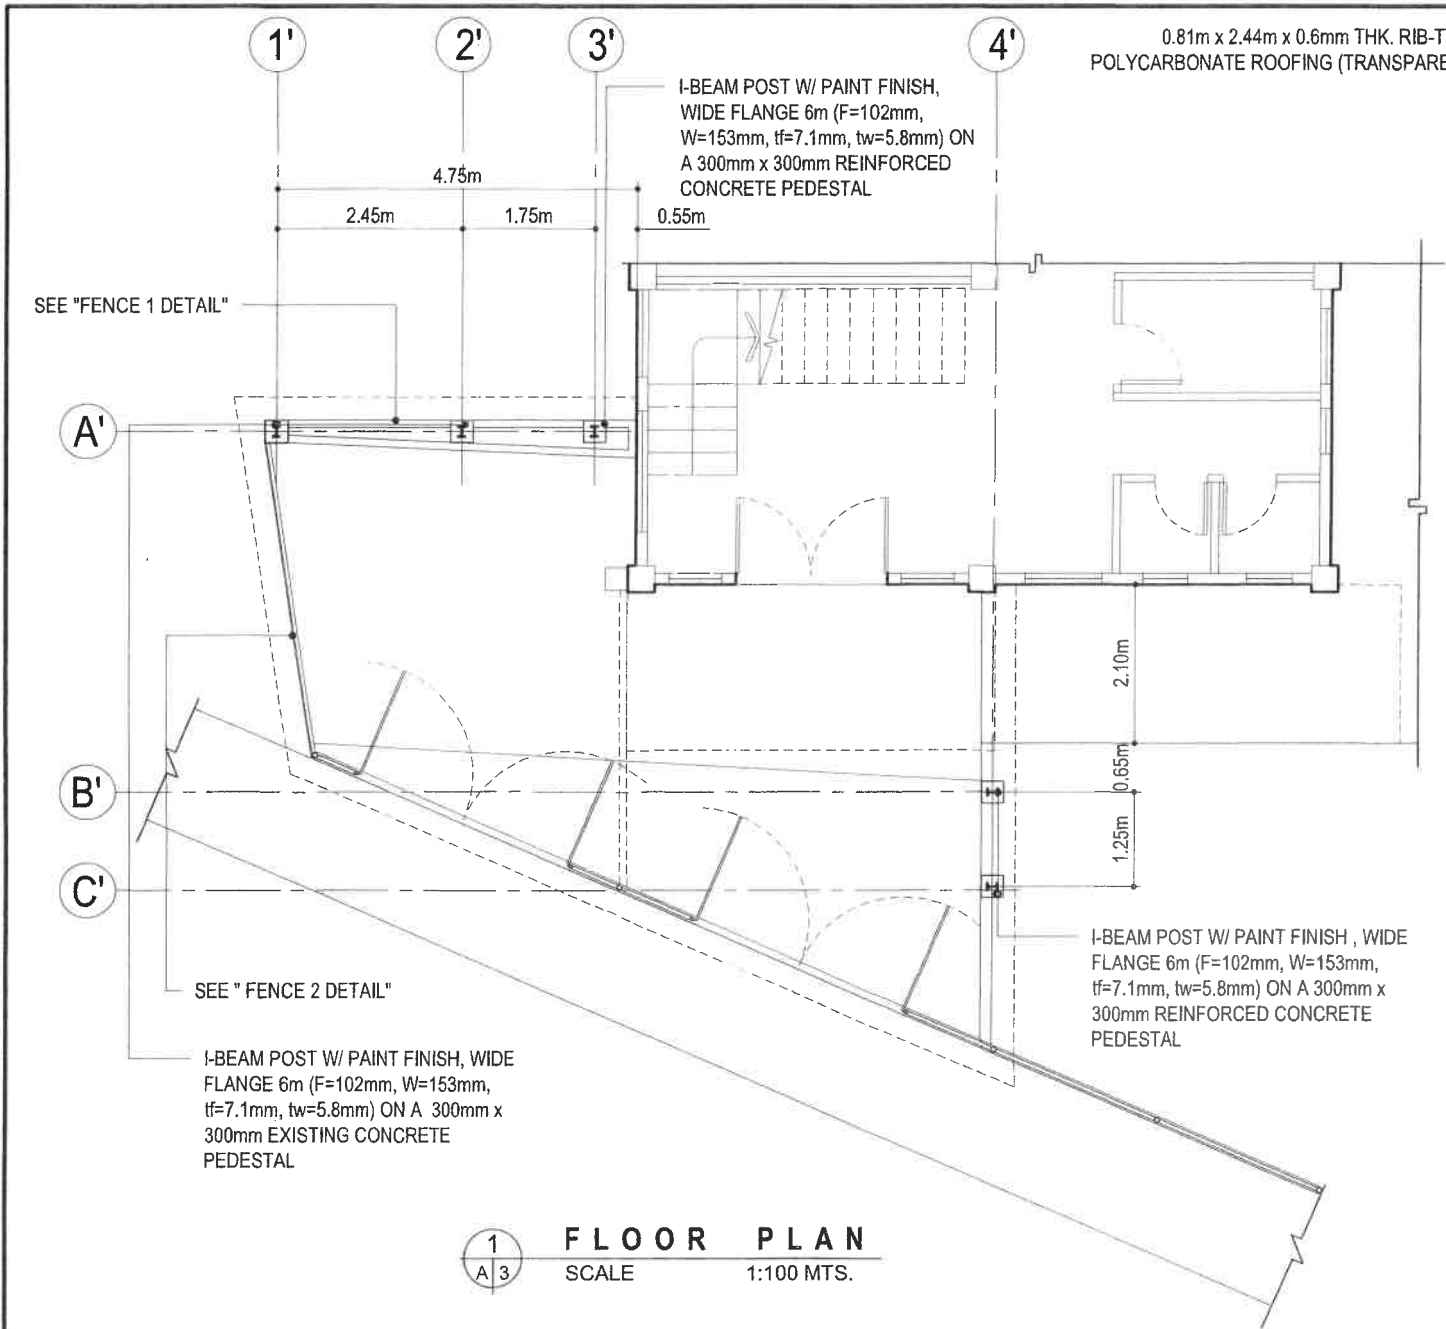 1'
2'
3'
4'
0.81m x 2.44m x 0.6mm THK. RIB-T
POLYCARBONATE ROOFING (TRANSPARE
I-BEAM POST W/ PAINT FINISH,
WIDE FLANGE 6m (F=102mm,
W=153mm, tf=7.1mm, tw=5.8mm) ON
A 300mm x 300mm REINFORCED
CONCRETE PEDESTAL
4.75m
2.45m
1.75m
0.55m
SEE "FENCE 1 DETAIL"
A'
B'
C'
2.10m
0.65m
1.25m
I-BEAM POST W/ PAINT FINISH , WIDE
FLANGE 6m (F=102mm, W=153mm,
tf=7.1mm, tw=5.8mm) ON A 300mm x
300mm REINFORCED CONCRETE
PEDESTAL
SEE " FENCE 2 DETAIL"
I-BEAM POST W/ PAINT FINISH, WIDE
FLANGE 6m (F=102mm, W=153mm,
tf=7.1mm, tw=5.8mm) ON A 300mm x
300mm EXISTING CONCRETE
PEDESTAL
1
A 3
FLOOR PLAN
SCALE 1:100 MTS.